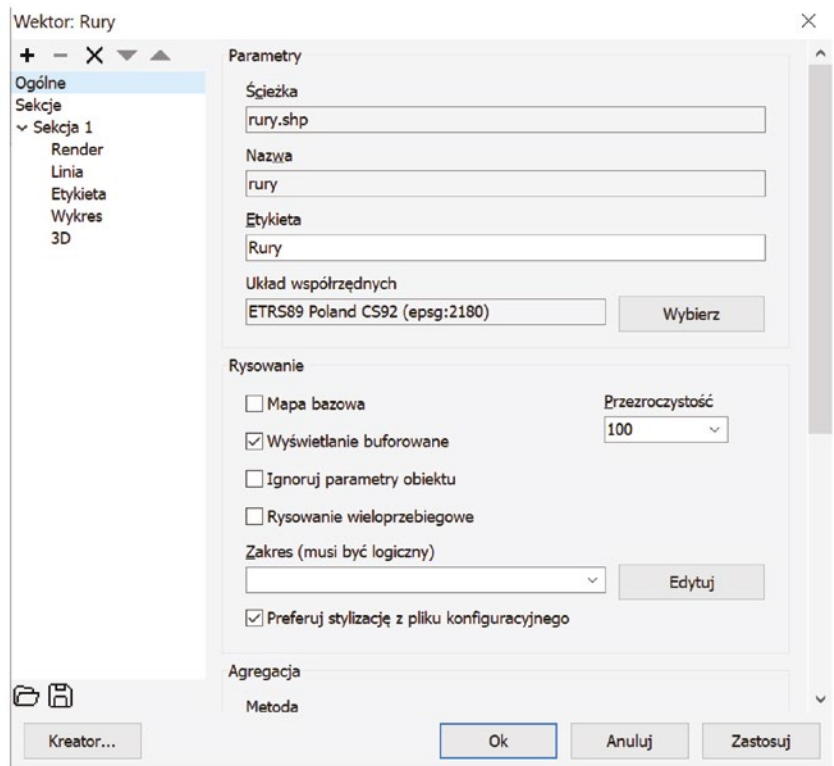 Wektor: Rury
Ogólne
Sekcje
Sekcja 1
Render
Linia
Etykieta
Wykres
3D
Parametry
Ścieżka
rury.shp
Nazwa
rury
Etykieta
Rury
Układ współrzędnych
ETRS89 Poland CS92 (epsg:2180)
Wybierz
Rysowanie
Mapa bazowa
Przezroczystość
100
Wyświetlanie buforowane
Ignoruj parametry obiektu
Rysowanie wieloprzebiegowe
Zakres (musi być logiczny)
Edytuj
Preferuj stylizację z pliku konfiguracyjnego
Agregacja
Metoda
Kreator...
Ok
Anuluj
Zastosuj